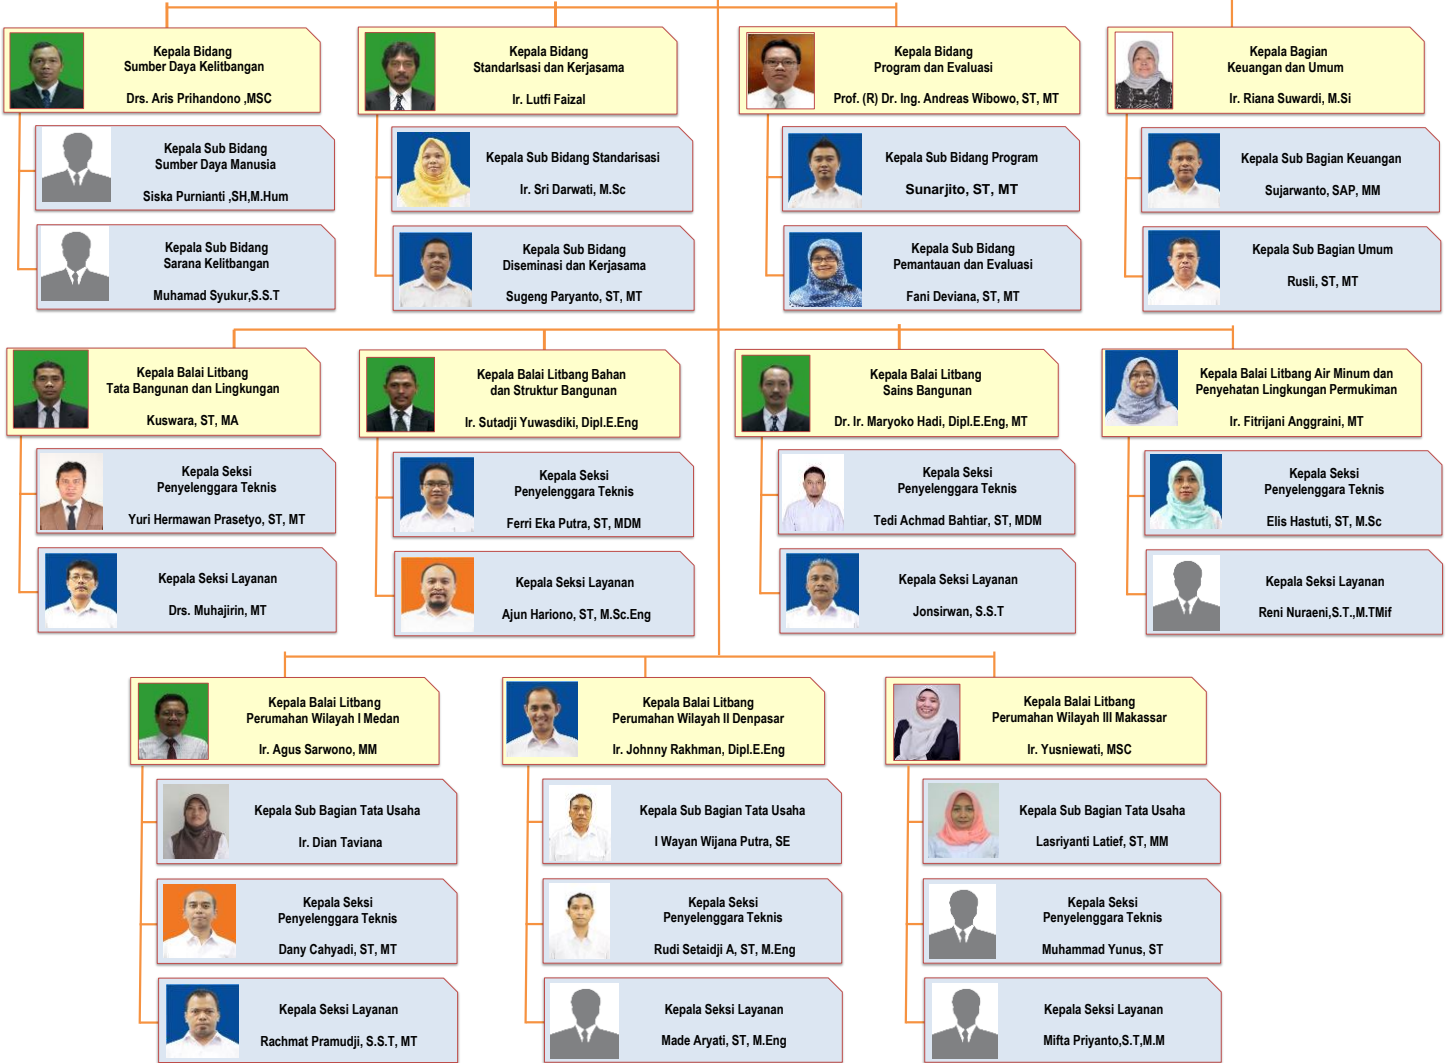 Kepala Bidang
Sumber Daya Kelitbangan
Drs. Aris Prihandono ,MSC
Kepala Sub Bidang
Sumber Daya Manusia
Siska Purnianti ,SH,M.Hum
Kepala Sub Bidang
Sarana Kelitbangan
Muhamad Syukur,S.S.T
Kepala Bidang
Standarisasi dan Kerjasama
Ir. Lutfi Faizal
Kepala Sub Bidang Standarisasi
Ir. Sri Darwati, M.Sc
Kepala Sub Bidang
Diseminasi dan Kerjasama
Sugeng Paryanto, ST, MT
Kepala Bidang
Program dan Evaluasi
Prof. (R) Dr. Ing. Andreas Wibowo, ST, MT
Kepala Sub Bidang Program
Sunarjito, ST, MT
Kepala Sub Bidang
Pemantauan dan Evaluasi
Fani Deviana, ST, MT
Kepala Bagian
Keuangan dan Umum
Ir. Riana Suwardi, M.Si
Kepala Sub Bagian Keuangan
Sujarwanto, SAP, MM
Kepala Sub Bagian Umum
Rusli, ST, MT
Kepala Balai Litbang
Tata Bangunan dan Lingkungan
Kuswara, ST, MA
Kepala Seksi
Penyelenggara Teknis
Yuri Hermawan Prasetyo, ST, MT
Kepala Seksi Layanan
Drs. Muhajirin, MT
Kepala Balai Litbang Bahan
dan Struktur Bangunan
Ir. Sutadji Yuwasdiki, Dipl.E.Eng
Kepala Seksi
Penyelenggara Teknis
Ferri Eka Putra, ST, MDM
Kepala Seksi Layanan
Ajun Hariono, ST, M.Sc.Eng
Kepala Balai Litbang
Sains Bangunan
Dr. Ir. Maryoko Hadi, Dipl.E.Eng, MT
Kepala Seksi
Penyelenggara Teknis
Tedi Achmad Bahtiar, ST, MDM
Kepala Seksi Layanan
Jonsirwan, S.S.T
Kepala Balai Litbang Air Minum dan
Penyehatan Lingkungan Permukiman
Ir. Fitrijani Anggraini, MT
Kepala Seksi
Penyelenggara Teknis
Elis Hastuti, ST, M.Sc
Kepala Seksi Layanan
Reni Nuraeni,S.T.,M.TMif
Kepala Balai Litbang
Perumahan Wilayah I Medan
Ir. Agus Sarwono, MM
Kepala Sub Bagian Tata Usaha
Ir. Dian Taviana
Kepala Seksi
Penyelenggara Teknis
Dany Cahyadi, ST, MT
Kepala Seksi Layanan
Rachmat Pramudji, S.S.T, MT
Kepala Balai Litbang
Perumahan Wilayah II Denpasar
Ir. Johnny Rakhman, Dipl.E.Eng
Kepala Sub Bagian Tata Usaha
I Wayan Wijana Putra, SE
Kepala Seksi
Penyelenggara Teknis
Rudi Setaidji A, ST, M.Eng
Kepala Seksi Layanan
Made Aryati, ST, M.Eng
Kepala Balai Litbang
Perumahan Wilayah III Makassar
Ir. Yusniewati, MSC
Kepala Sub Bagian Tata Usaha
Lasriyanti Latief, ST, MM
Kepala Seksi
Penyelenggara Teknis
Muhammad Yunus, ST
Kepala Seksi Layanan
Mifta Priyanto,S.T,M.M